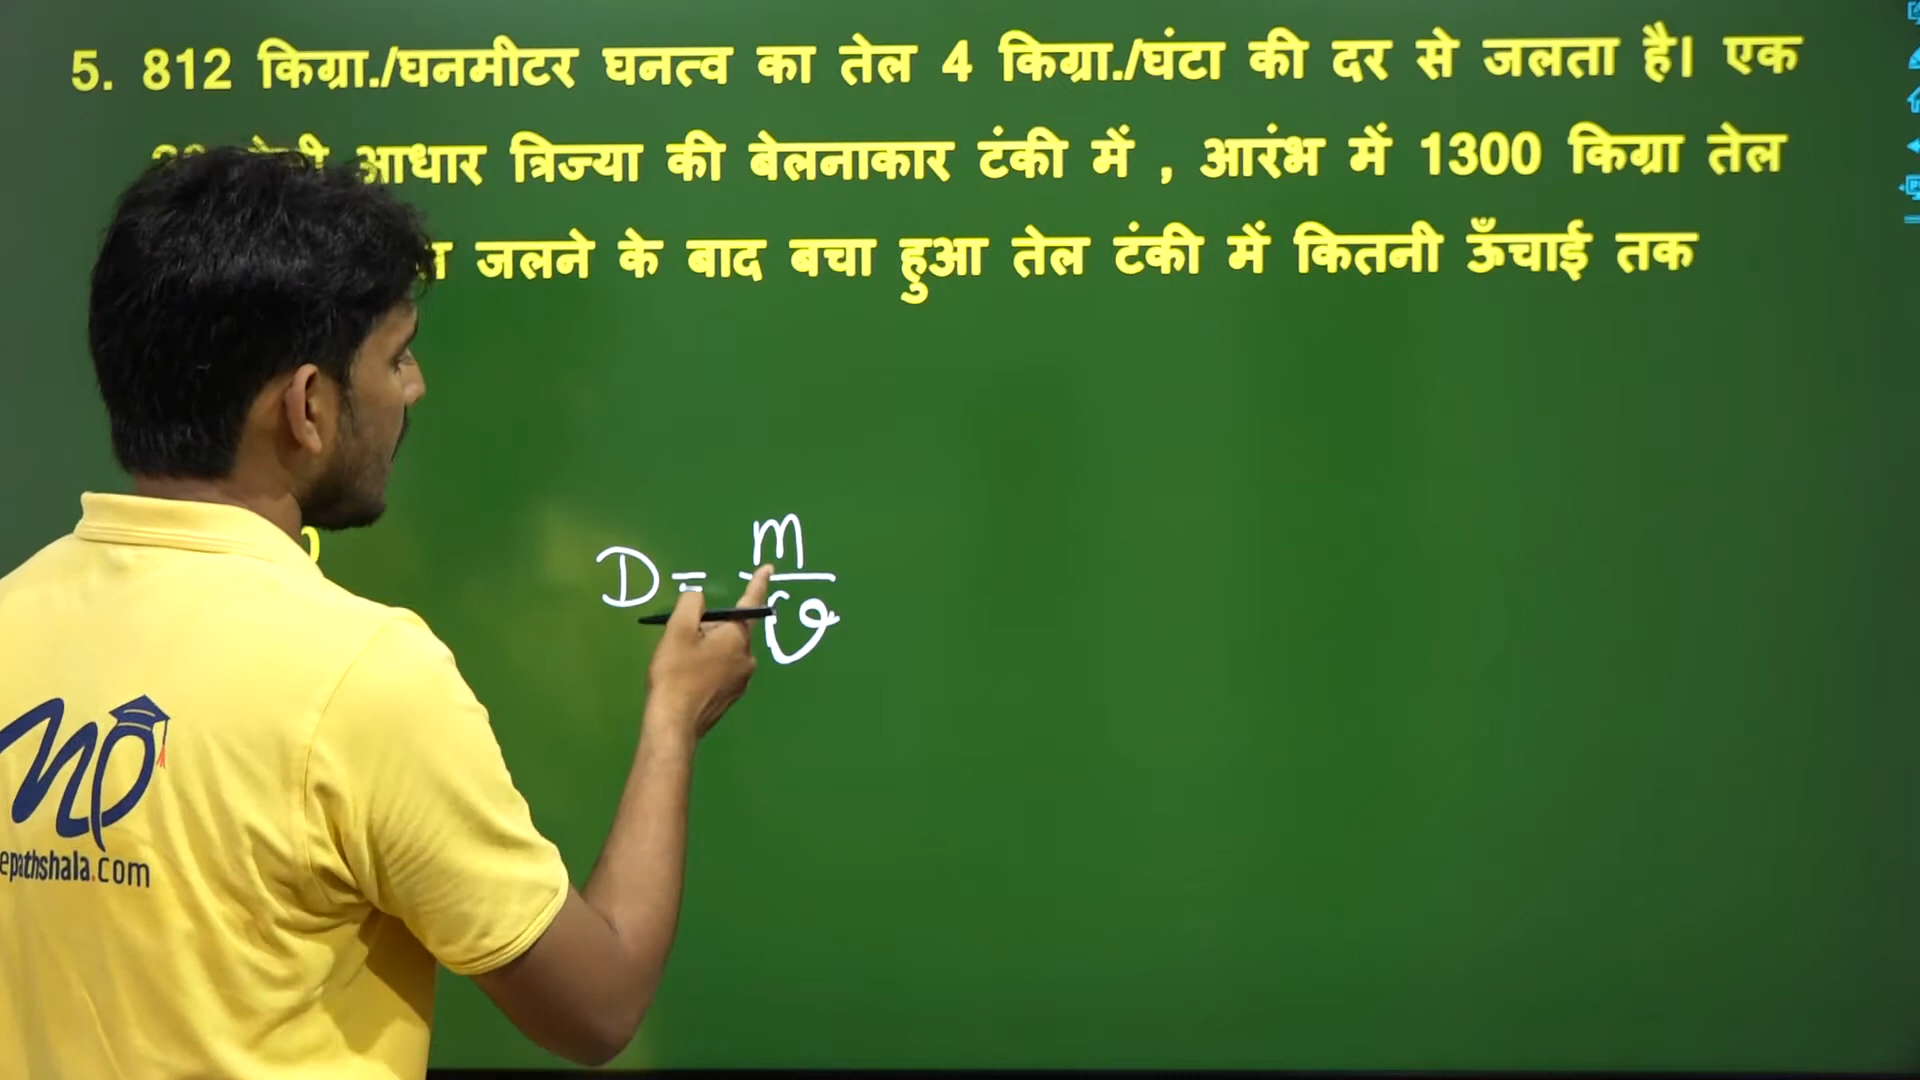 5. 812 किग्रा./घनमीटर घनत्व का तेल 4 किग्रा./घंटा की दर से जलता है। एक
आधार त्रिज्या की बेलनाकार टंकी में , आरंभ में 1300 किग्रा तेल
जलने के बाद बचा हुआ तेल टंकी में कितनी ऊँचाई तक
D = m
v
epathshala.com